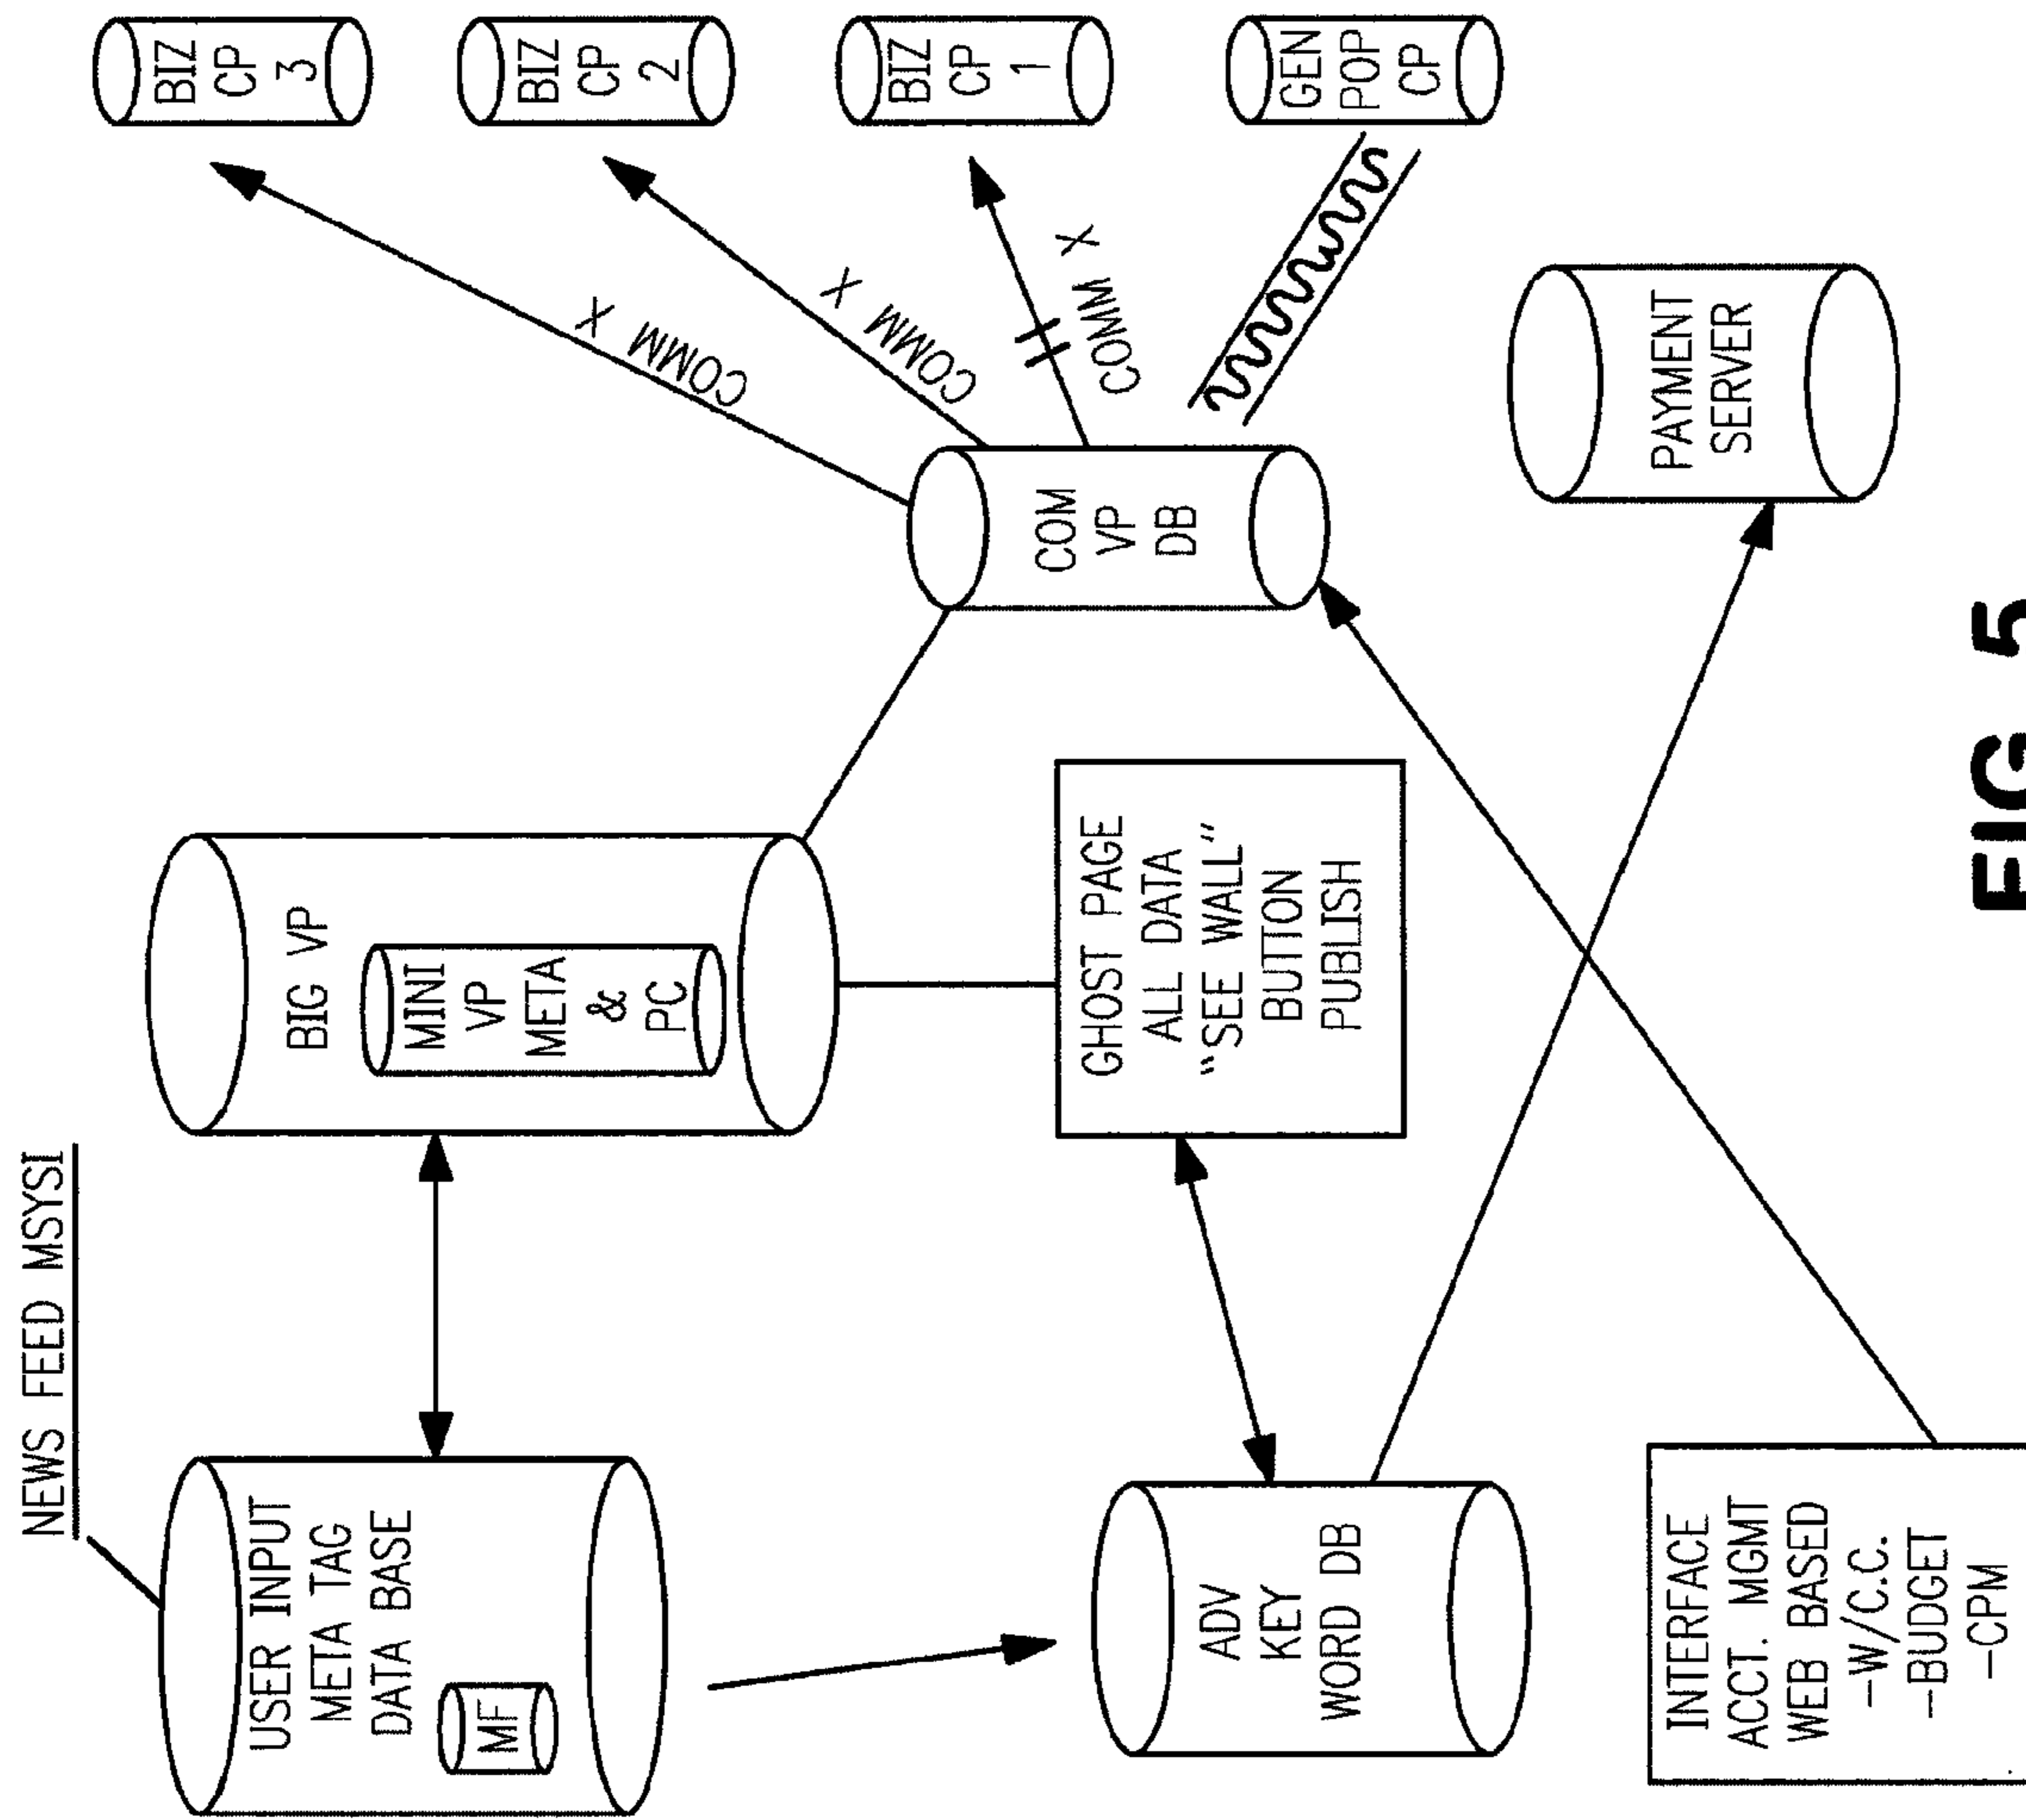 NEWS FEED MSYSI
USER INPUT
META TAG
DATA BASE
MF
BIG VP
MINI
VP
META
&
PC
BIZ
CP
3
BIZ
CP
2
BIZ
CP
1
GEN
POP
CP
COMM X
COMM X
COMM X
COM
VP
DB
GHOST PAGE
ALL DATA
"SEE WALL"
BUTTON
PUBLISH
ADV
KEY
WORD DB
PAYMENT
SERVER
INTERFACE
ACCT. MGMT
WEB BASED
-W/C.C.
-BUDGET
-CPM
FIG. 5